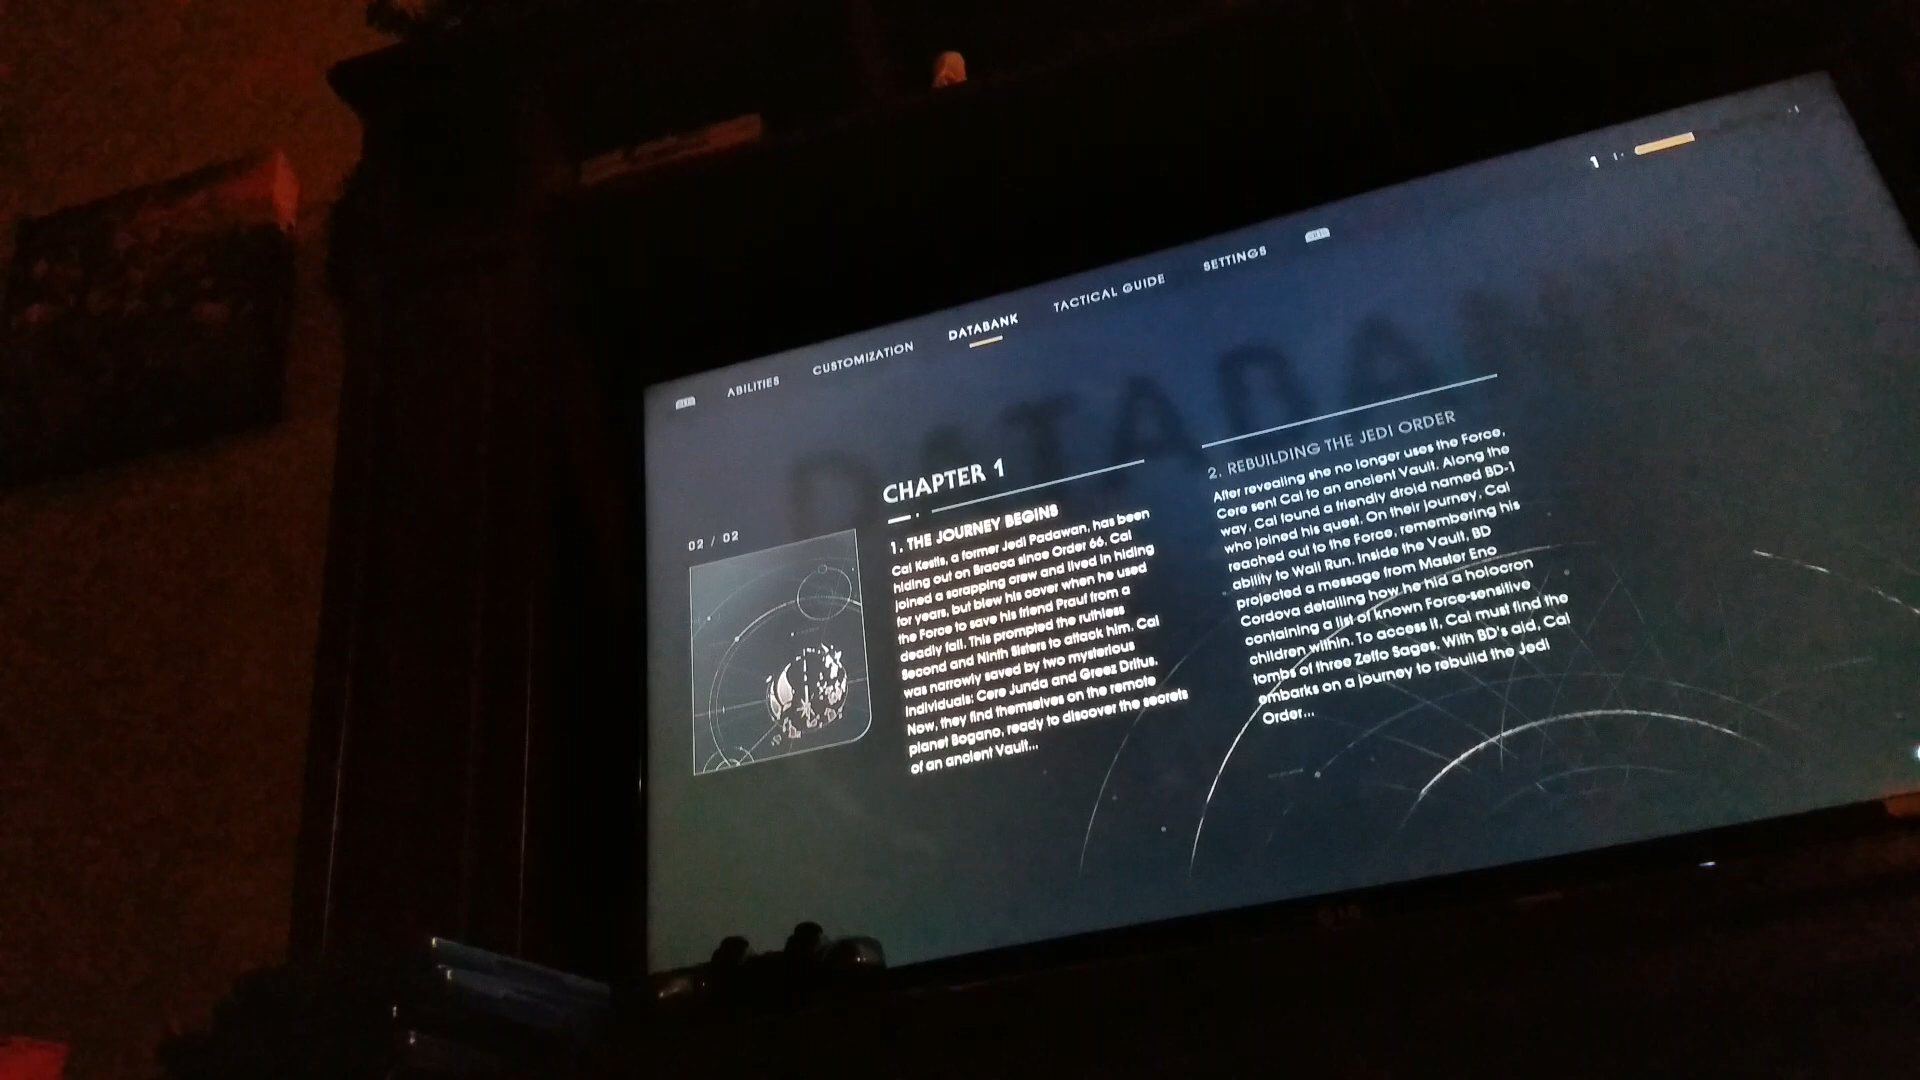 ABILITIES
CUSTOMIZATION
DATABANK
TACTICAL GUIDE
SETTINGS
1
DATABAN
02 / 02
CHAPTER 1
1. THE JOURNEY BEGINS
Cal Kestis, a former Jedi Padawan, has been
hiding out on Bracca since Order 66. Cal
joined a scrapping crew and lived in hiding
for years, but blew his cover when he used
the Force to save his friend Prauf from a
deadly fall. This prompted the ruthless
Second and Ninth Sisters to attack him. Cal
was narrowly saved by two mysterious
individuals: Cere Junda and Greez Dritus.
Now, they find themselves on the remote
planet Bogano, ready to discover the secrets
of an ancient Vault...
2. REBUILDING THE JEDI ORDER
After revealing she no longer uses the Force,
Cere sent Cal to an ancient Vault. Along the
way, Cal found a friendly droid named BD-1
who joined his quest. On their journey, Cal
reached out to the Force, remembering his
ability to Wall Run. Inside the Vault, BD
projected a message from Master Eno
Cordova detailing how he hid a holocron
containing a list of known Force-sensitive
children within. To access it, Cal must find the
tombs of three Zeffo Sages. With BD's aid, Cal
embarks on a journey to rebuild the Jedi
Order...